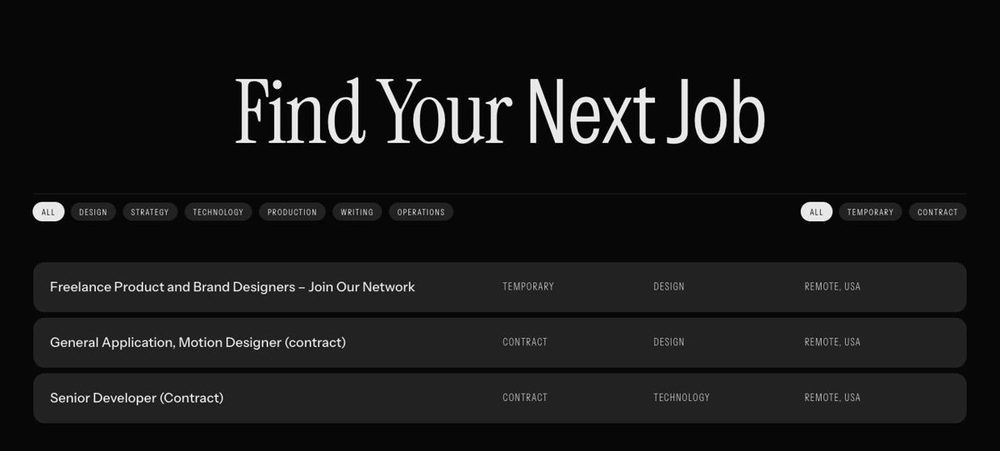 Find Your Next Job
ALL DESIGN STRATEGY TECHNOLOGY PRODUCTION WRITING OPERATIONS ALL TEMPORARY CONTRACT
Freelance Product and Brand Designers – Join Our Network TEMPORARY DESIGN REMOTE, USA
General Application, Motion Designer (contract) CONTRACT DESIGN REMOTE, USA
Senior Developer (Contract) CONTRACT TECHNOLOGY REMOTE, USA